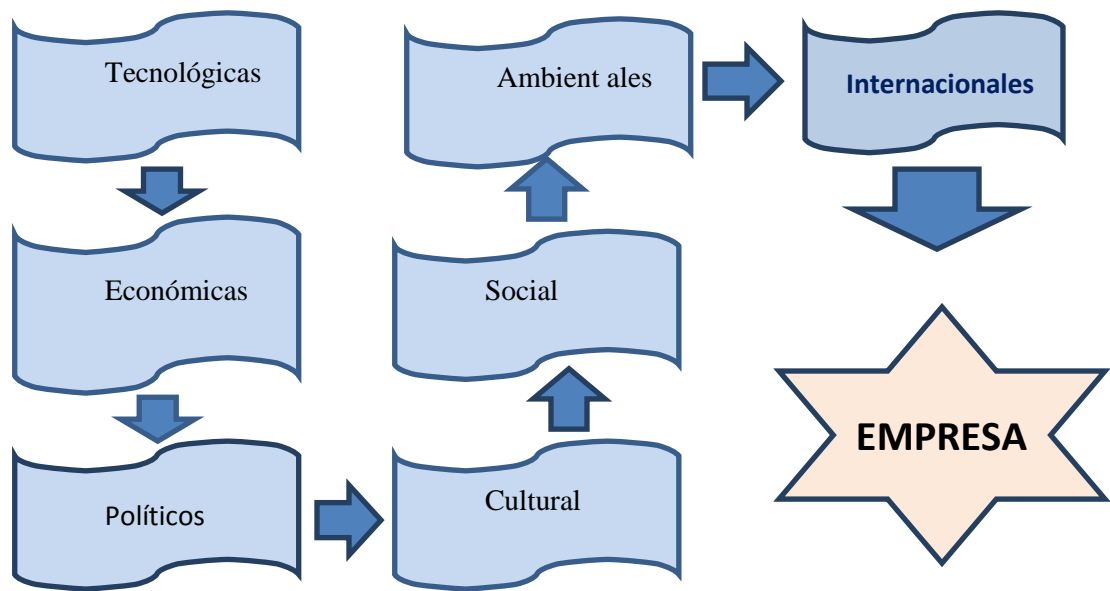 Tecnológicas
Económicas
Políticos
Cultural
Social
Ambient ales
Internacionales
EMPRESA